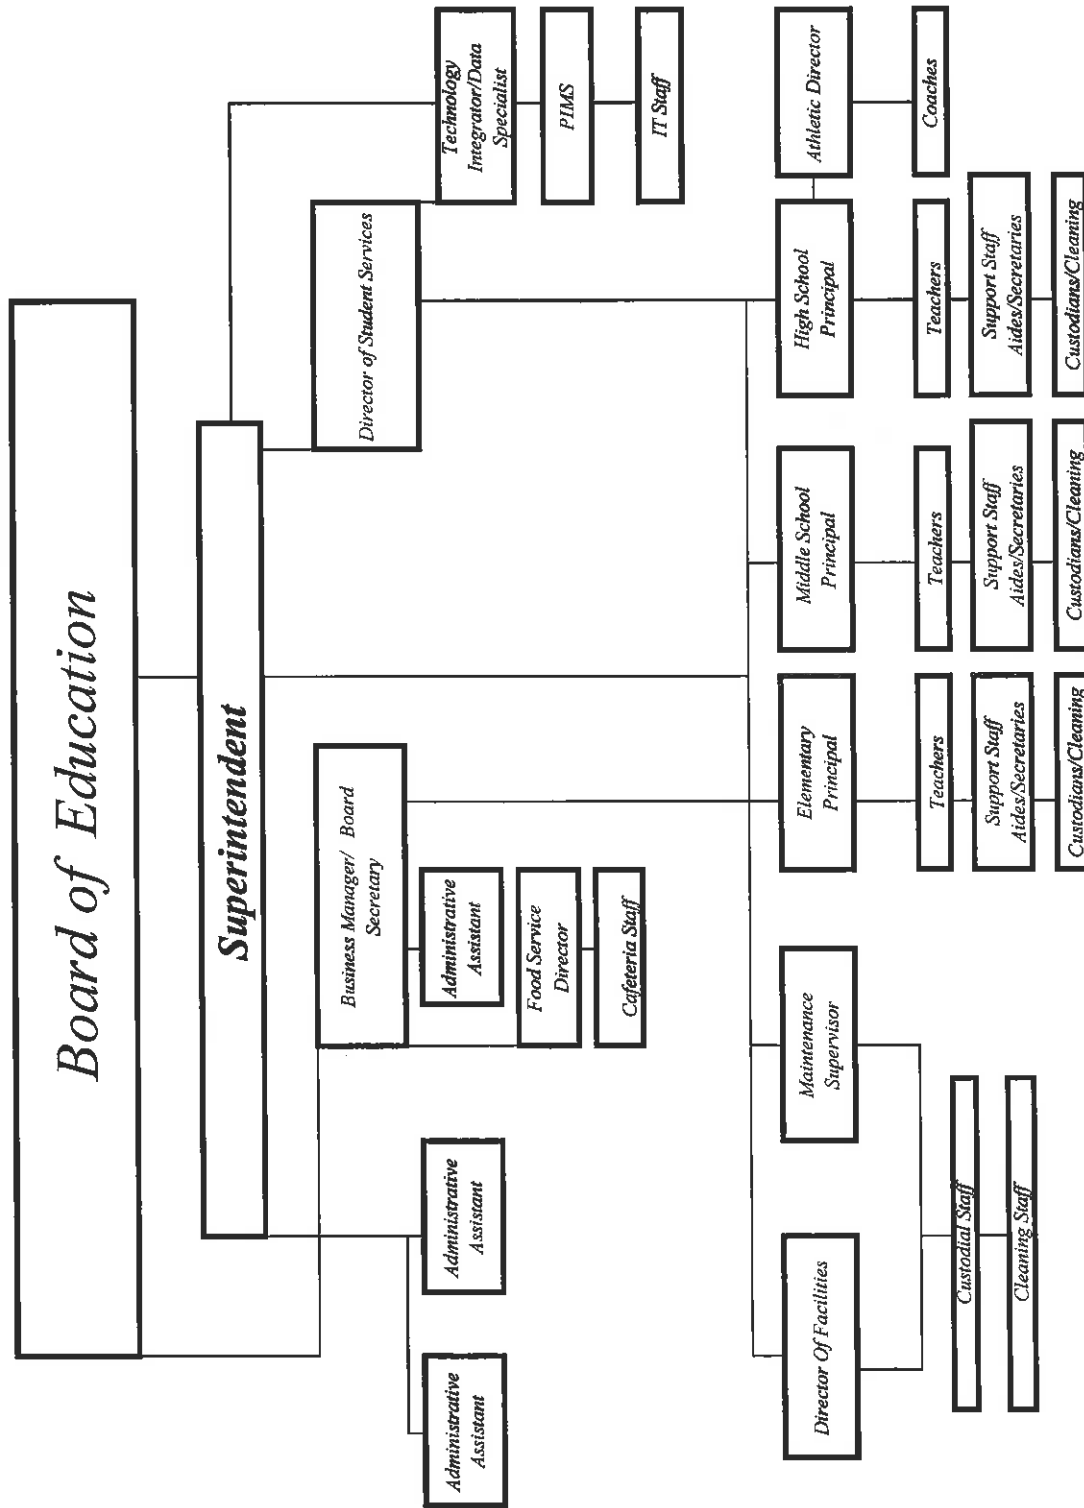 Board of Education
Superintendent
Business Manager/ Board
Secretary
Director of Student Services
Administrative
Assistant
Administrative
Assistant
Administrative
Assistant
Technology
Integrator/Data
Specialist
Food Service
Director
PIMS
Cafeteria Staff
IT Staff
Director Of Facilities
Maintenance
Supervisor
Elementary
Principal
Middle School
Principal
High School
Principal
Athletic Director
Teachers
Teachers
Teachers
Coaches
Custodial Staff
Support Staff
Aides/Secretaries
Support Staff
Aides/Secretaries
Support Staff
Aides/Secretaries
Cleaning Staff
Custodians/Cleaning
Custodians/Cleaning
Custodians/Cleaning